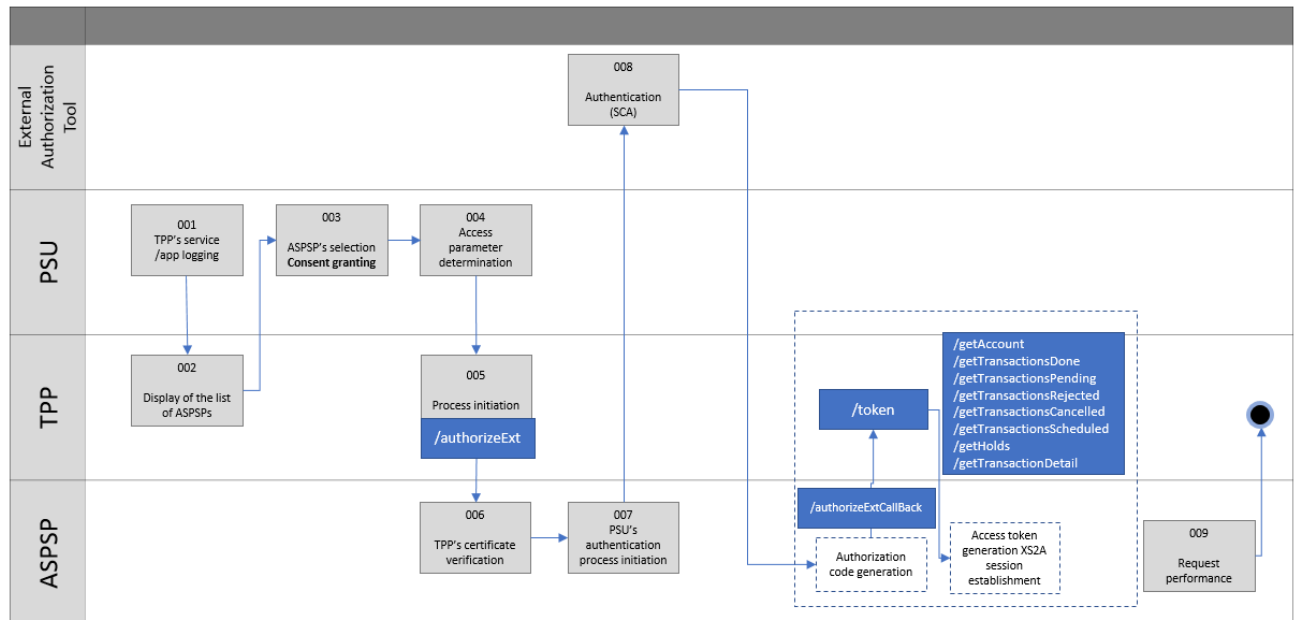 External
Authorization
Tool
008
Authentication
(SCA)
PSU
001
TPP's service
/app logging
003
ASPSP's selection
Consent granting
004
Access
parameter
determination
TPP
002
Display of the list
of ASPSPs
005
Process initiation
/authorizeExt
/token
/getAccount
/getTransactionsDone
/getTransactionsPending
/getTransactionsRejected
/getTransactionsCancelled
/getTransactionsScheduled
/getHolds
/getTransactionDetail
ASPSP
006
TPP's certificate
verification
007
PSU's
authentication
process initiation
/authorizeExtCallBack
Authorization
code generation
Access token
generation XS2A
session
establishment
009
Request
performance